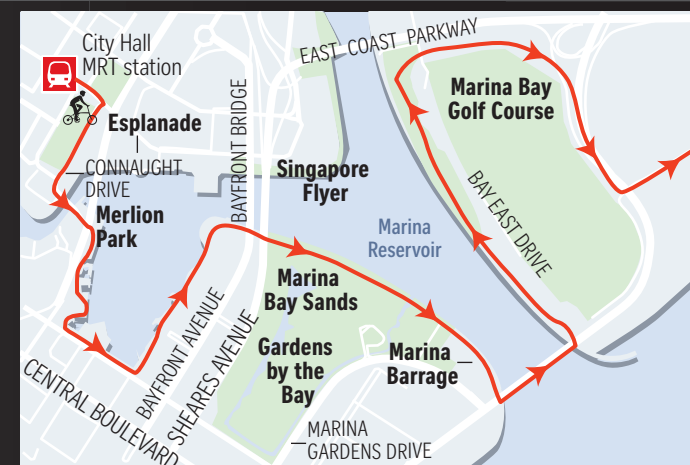 City Hall
MRT station
EAST COAST PARKWAY
Esplanade
BAYFRONT BRIDGE
Marina Bay
Golf Course
CONNAUGHT
DRIVE
Singapore
Flyer
Merlion
Park
Marina
Reservoir
BAY EAST DRIVE
Marina
Bay Sands
BAYFRONT AVENUE
SHEARES AVENUE
Gardens
by the
Bay
Marina
Barrage
CENTRAL BOULEVARD
MARINA
GARDENS DRIVE